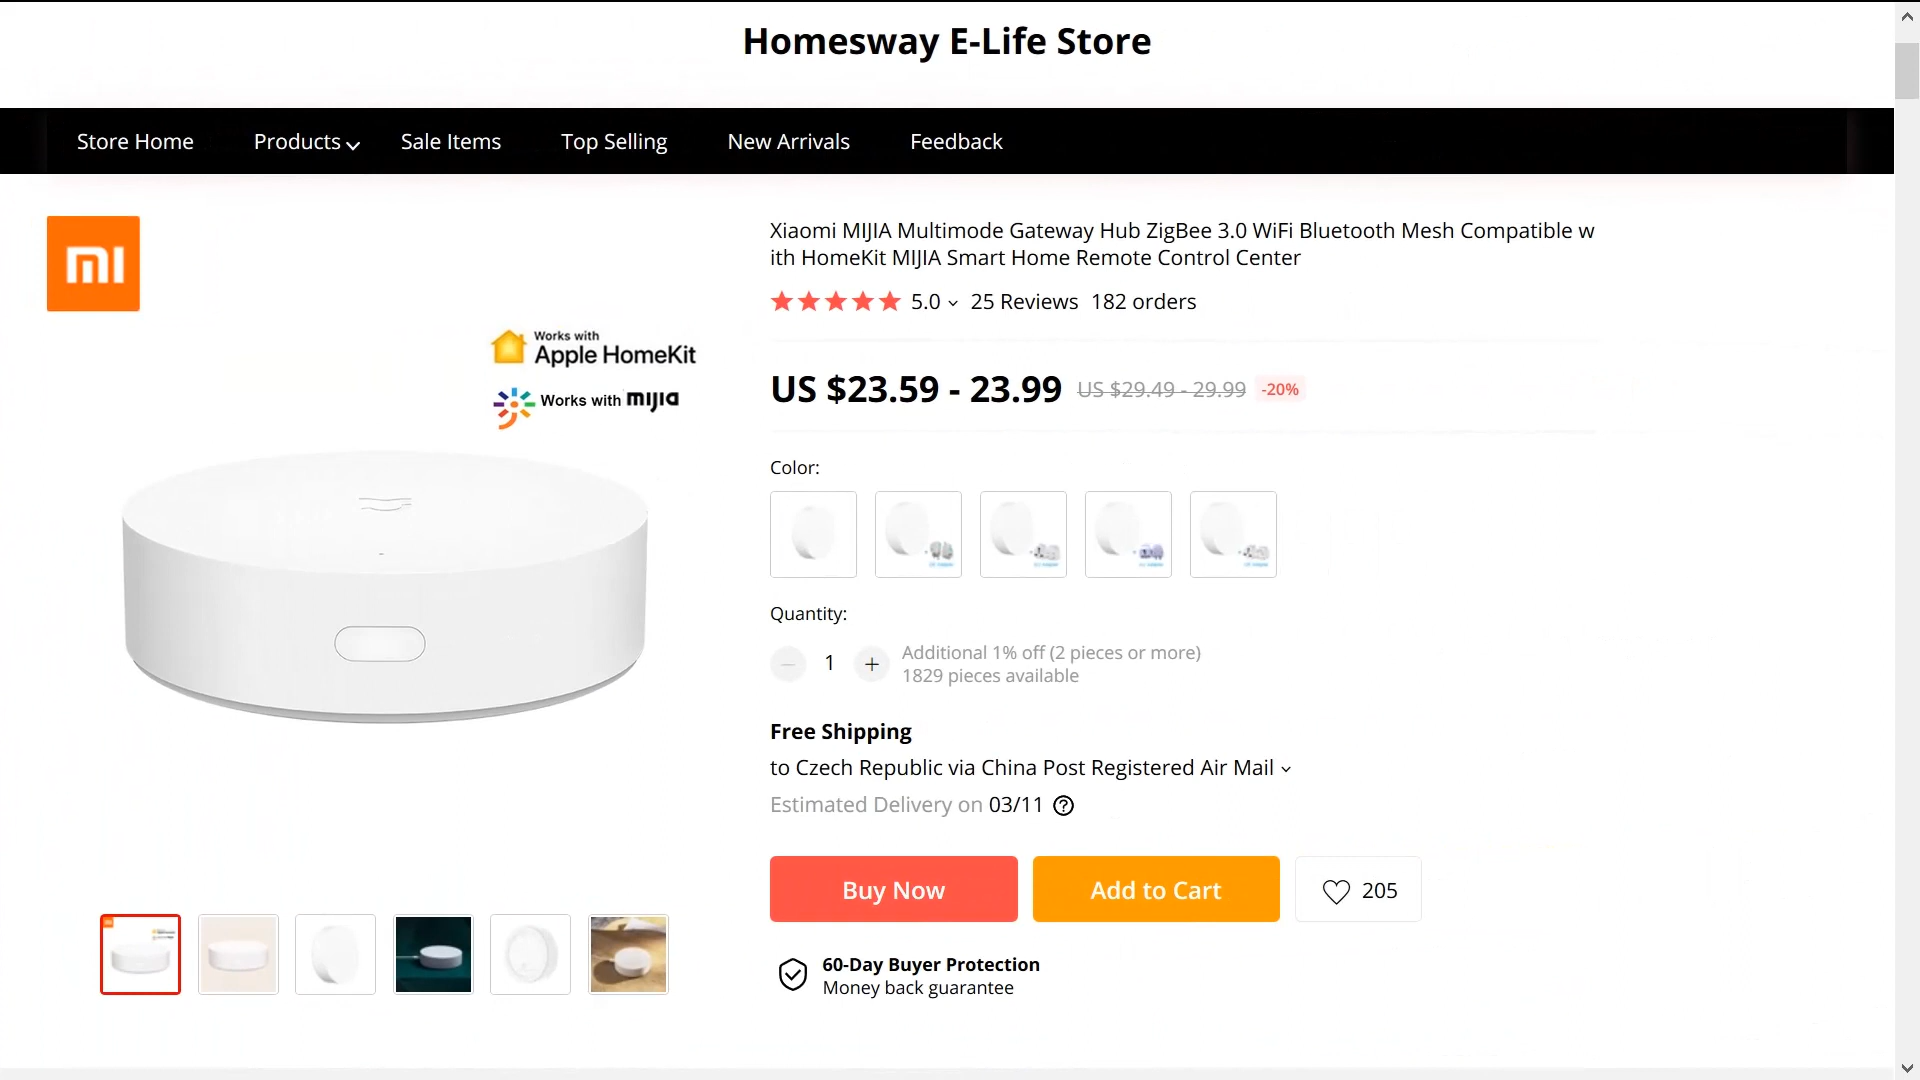 Homesway E-Life Store
Store Home Products Sale Items Top Selling New Arrivals Feedback
mi
Works with
Apple HomeKit
Works with mijia
Xiaomi MIJIA Multimode Gateway Hub ZigBee 3.0 WiFi Bluetooth Mesh Compatible w
ith HomeKit MIJIA Smart Home Remote Control Center
5.0 25 Reviews 182 orders
US $23.59 - 23.99 US $29.49 - 29.99 -20%
Color:
Quantity:
1 + Additional 1% off (2 pieces or more)
1829 pieces available
Free Shipping
to Czech Republic via China Post Registered Air Mail
Estimated Delivery on 03/11
Buy Now Add to Cart 205
60-Day Buyer Protection
Money back guarantee